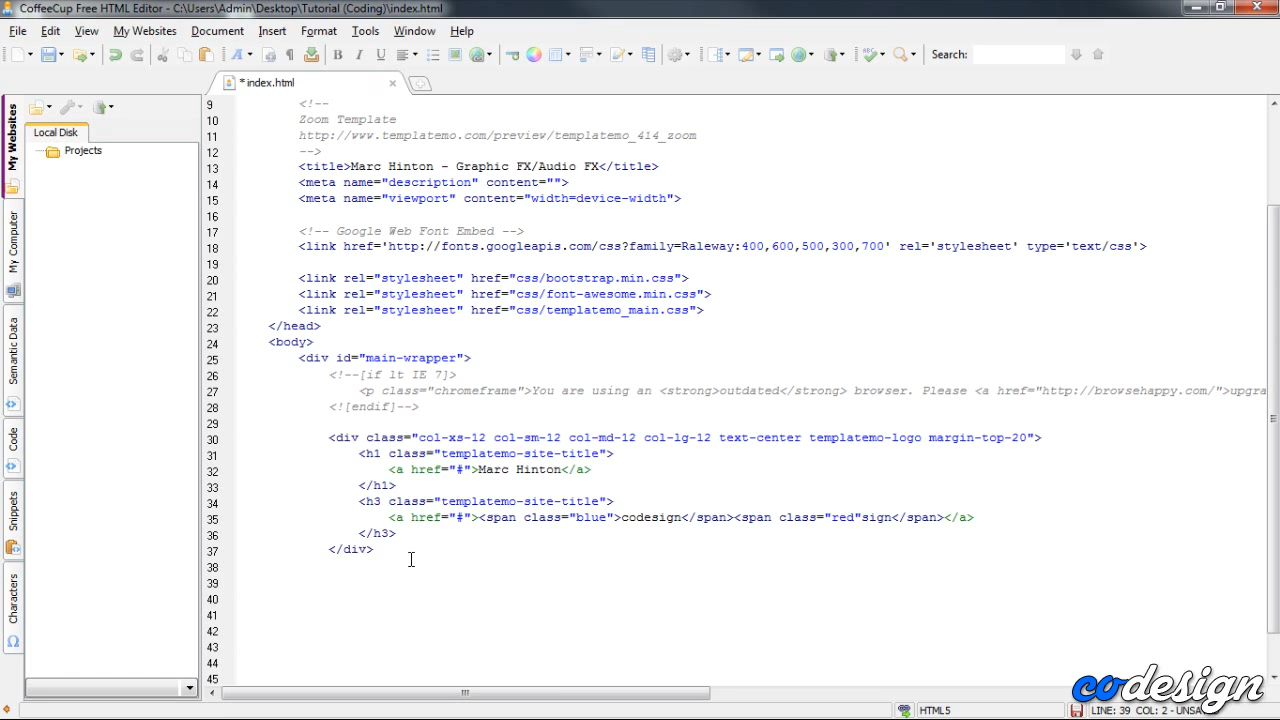 CoffeeCup Free HTML Editor - C:\Users\Admin\Desktop\Tutorial (Coding)\index.html
File Edit View My Websites Document Insert Format Tools Window Help
Search:
* index.html
My Websites
My Computer
Semantic Data
Code
Snippets
Characters
Local Disk
Projects
9 <!--
10 Zoom Template
11 http://www.templatemo.com/preview/templatemo_414_zoom
12 -->
13 <title>Marc Hinton - Graphic FX/Audio FX</title>
14 <meta name="description" content="">
15 <meta name="viewport" content="width=device-width">
16
17 <!-- Google Web Font Embed -->
18 <link href='http://fonts.googleapis.com/css?family=Raleway:400,600,500,300,700' rel='stylesheet' type='text/css'>
19
20 <link rel="stylesheet" href="css/bootstrap.min.css">
21 <link rel="stylesheet" href="css/font-awesome.min.css">
22 <link rel="stylesheet" href="css/templatemo_main.css">
23 </head>
24 <body>
25 <div id="main-wrapper">
26 <!--[if lt IE 7]>
27 <p class="chromeframe">You are using an <strong>outdated</strong> browser. Please <a href="http://browsehappy.com/">upgra
28 <![endif]-->
29
30 <div class="col-xs-12 col-sm-12 col-md-12 col-lg-12 text-center templatemo-logo margin-top-20">
31 <h1 class="templatemo-site-title">
32 <a href="#">Marc Hinton</a>
33 </h1>
34 <h3 class="templatemo-site-title">
35 <a href="#"><span class="blue">codesign</span><span class="red"sign</span></a>
36 </h3>
37 </div>
38
39
40
41
42
43
44
45
codesign
HTML5
LINE: 39 COL: 2 - UNSA